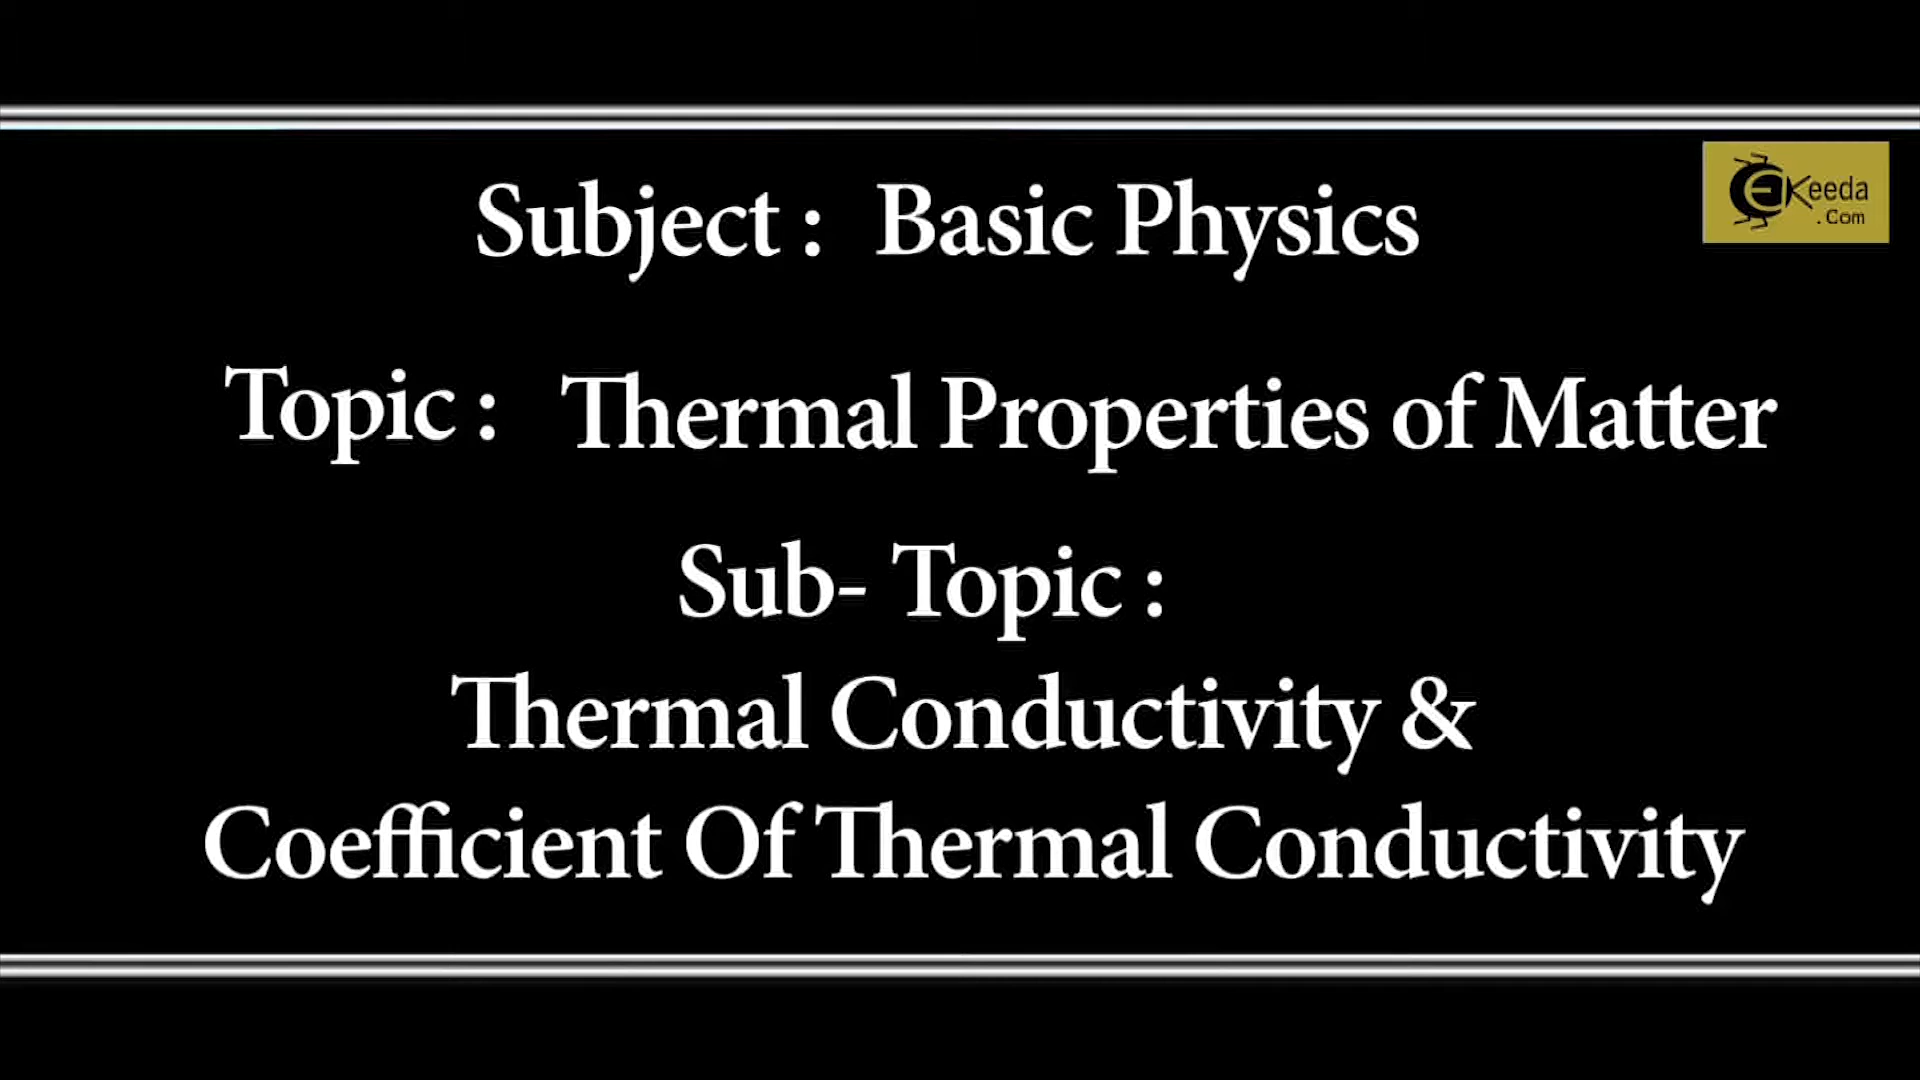 Subject : Basic Physics
EKeeda
.Com
Topic : Thermal Properties of Matter
Sub- Topic :
Thermal Conductivity &
Coefficient Of Thermal Conductivity